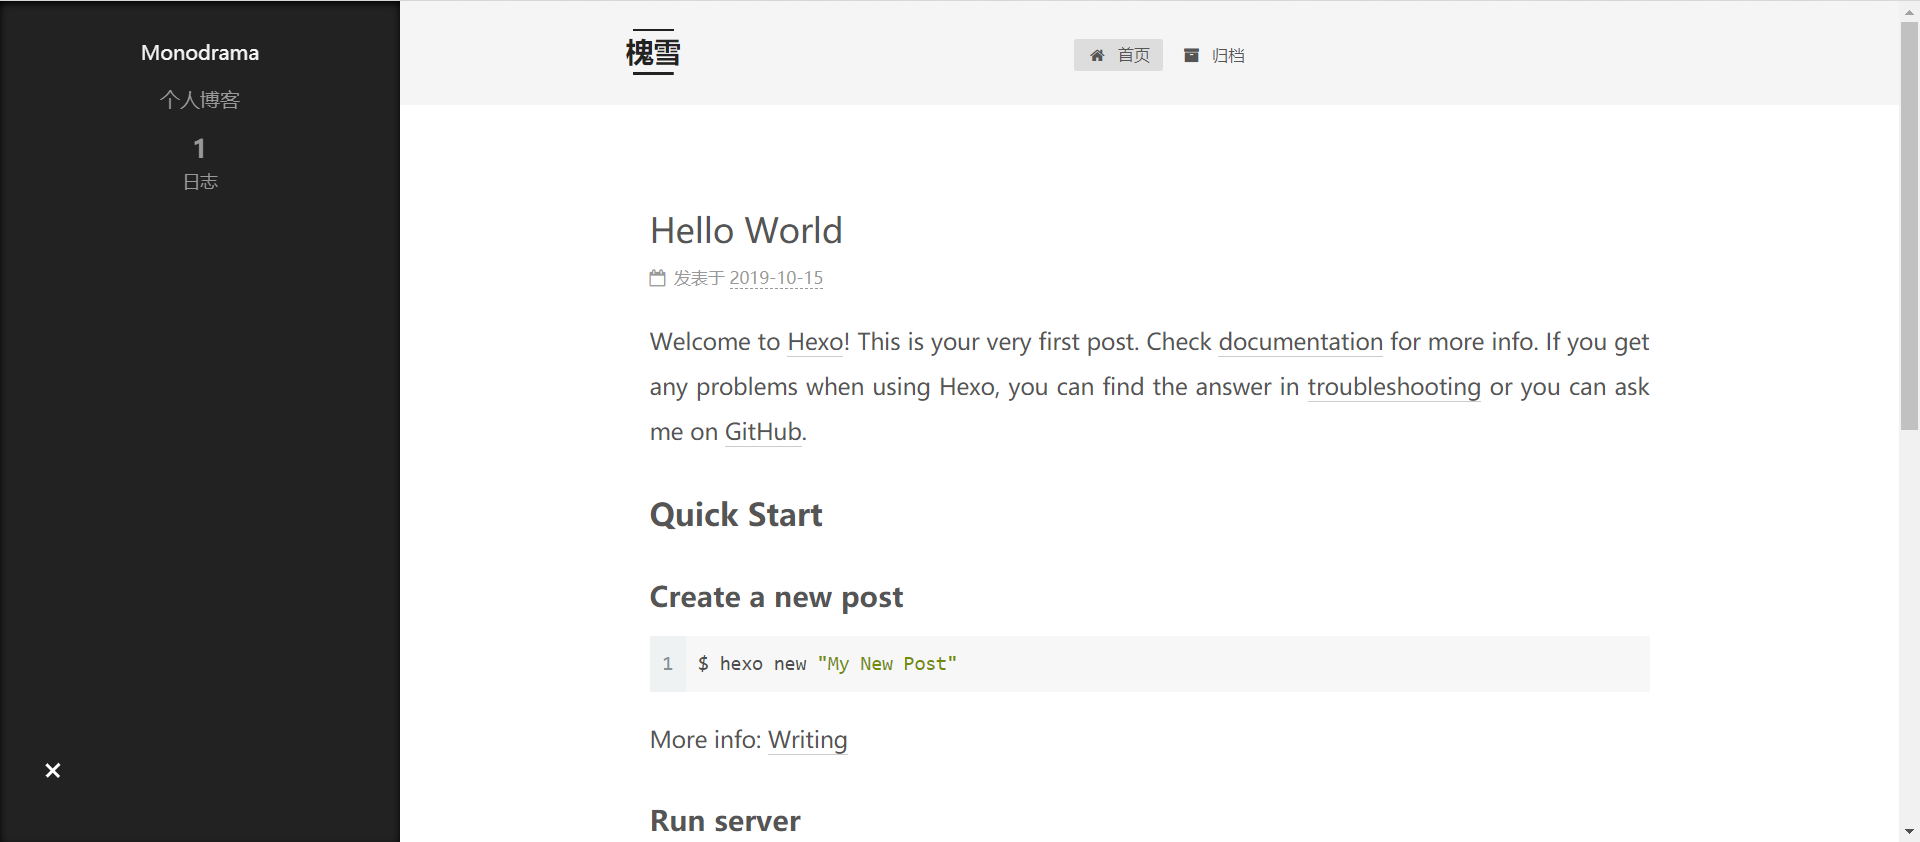 Monodrama
个人博客
1
日志
槐雪
首页 归档
Hello World
发表于 2019-10-15
Welcome to Hexo! This is your very first post. Check documentation for more info. If you get
any problems when using Hexo, you can find the answer in troubleshooting or you can ask
me on GitHub.
Quick Start
Create a new post
1 $ hexo new "My New Post"
More info: Writing
Run server